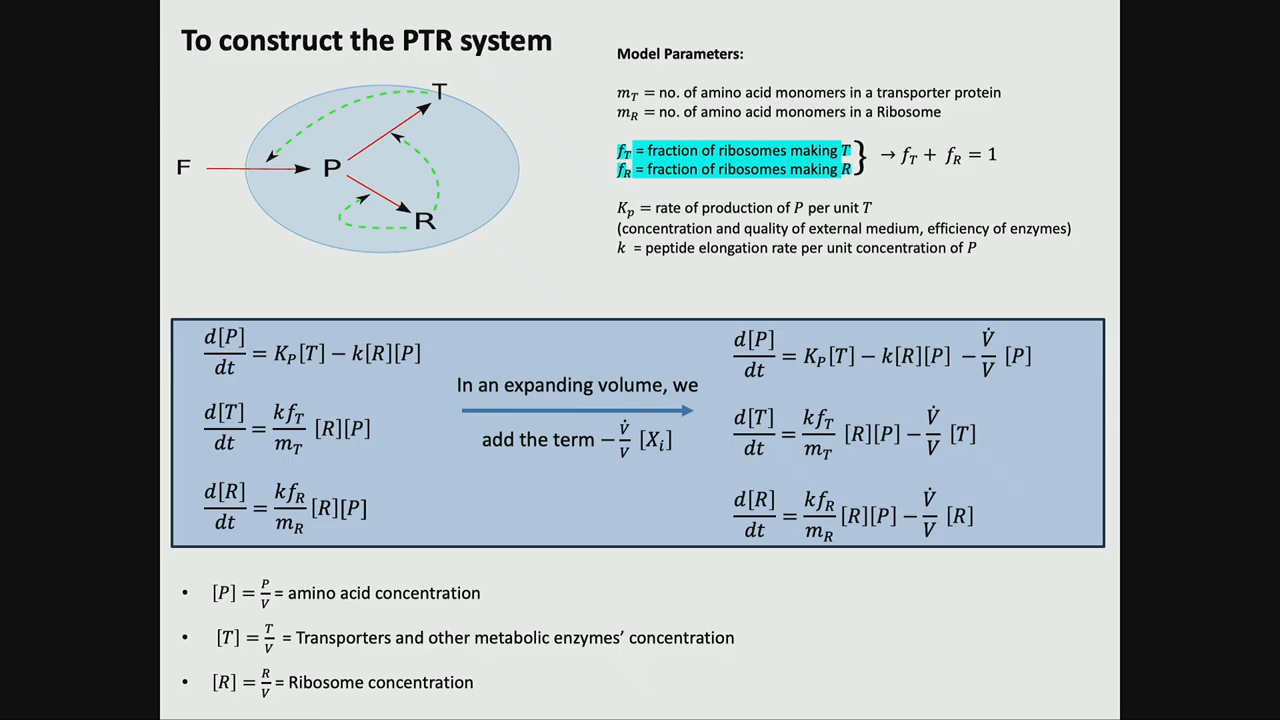 To construct the PTR system
T
F
P
R
Model Parameters:
m_T = no. of amino acid monomers in a transporter protein
m_R = no. of amino acid monomers in a Ribosome
f_T = fraction of ribosomes making T
f_R = fraction of ribosomes making R
} → f_T + f_R = 1
K_p = rate of production of P per unit T
(concentration and quality of external medium, efficiency of enzymes)
k = peptide elongation rate per unit concentration of P
d[P]/dt = K_P[T] − k[R][P]
d[T]/dt = kf_T/m_T [R][P]
d[R]/dt = kf_R/m_R [R][P]
In an expanding volume, we
add the term − V̇/V [X_i]
d[P]/dt = K_P[T] − k[R][P] − V̇/V [P]
d[T]/dt = kf_T/m_T [R][P] − V̇/V [T]
d[R]/dt = kf_R/m_R [R][P] − V̇/V [R]
• [P] = P/V = amino acid concentration
• [T] = T/V = Transporters and other metabolic enzymes’ concentration
• [R] = R/V = Ribosome concentration